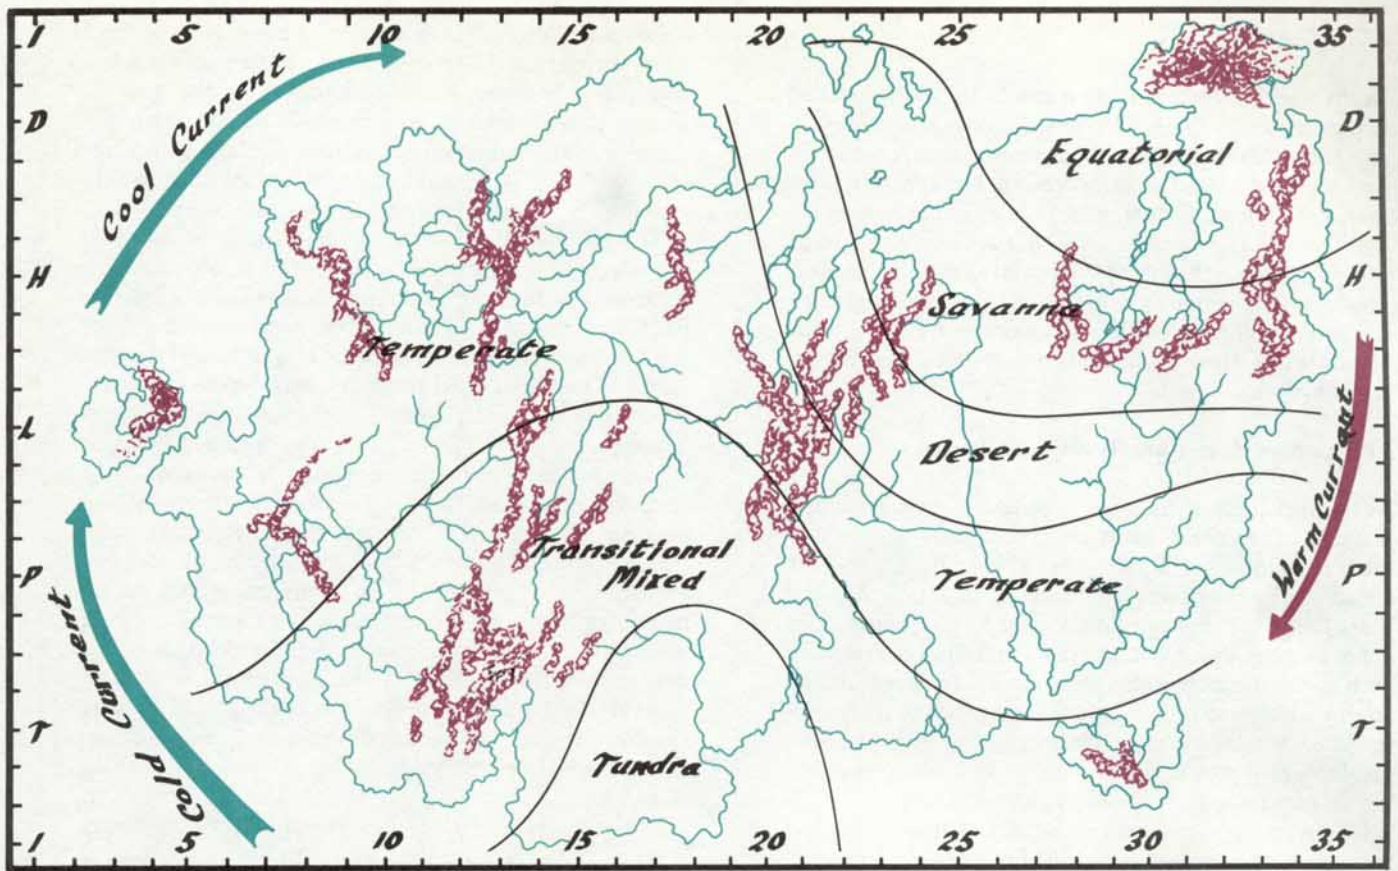 1 5 10 15 20 25 35
Cool Current
D D
Equatorial
H H
Savanna
Temperate
L L
Desert
Warm Current
Transitional
Mixed
P Temperate P
Cold Current
T T
Tundra
1 5 10 15 20 25 30 35